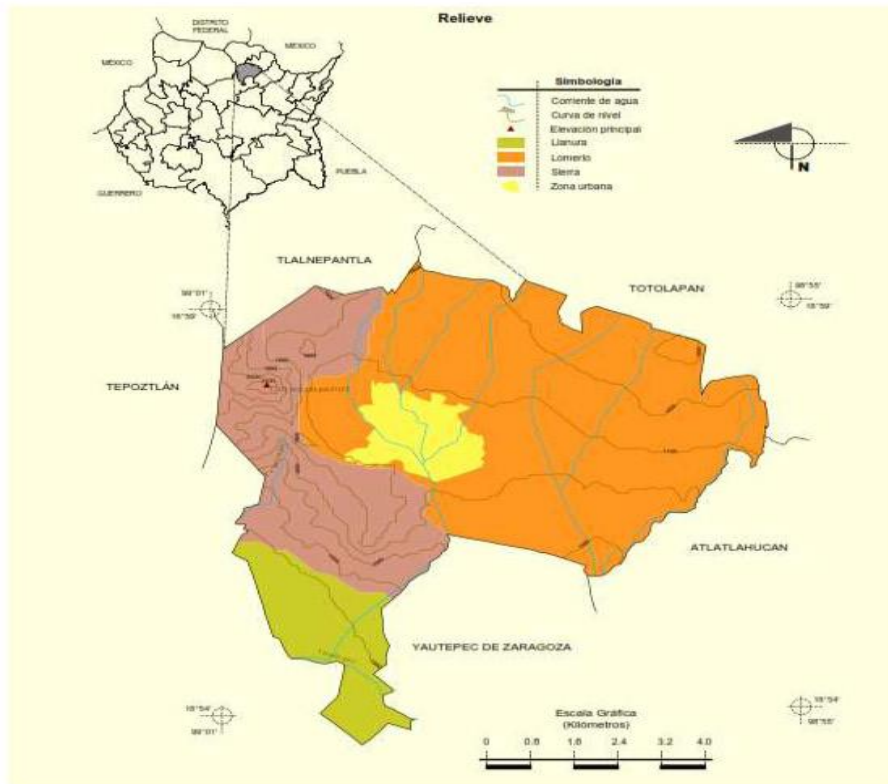 Relieve
DISTRITO
FEDERAL
MÉXICO
MÉXICO
PUEBLA
GUERRERO
Simbología
Corriente de agua
Curva de nivel
Elevación principal
Llanura
Lomerío
Sierra
Zona urbana
N
TLALNEPANTLA
TOTOLAPAN
99°01'
18°59'
98°55'
18°59'
TEPOZTLÁN
ATLATLAHUCAN
YAUTEPEC DE ZARAGOZA
18°54'
99°01'
18°54'
98°55'
Escala Gráfica
(Kilómetros)
0 0.8 1.6 2.4 3.2 4.0